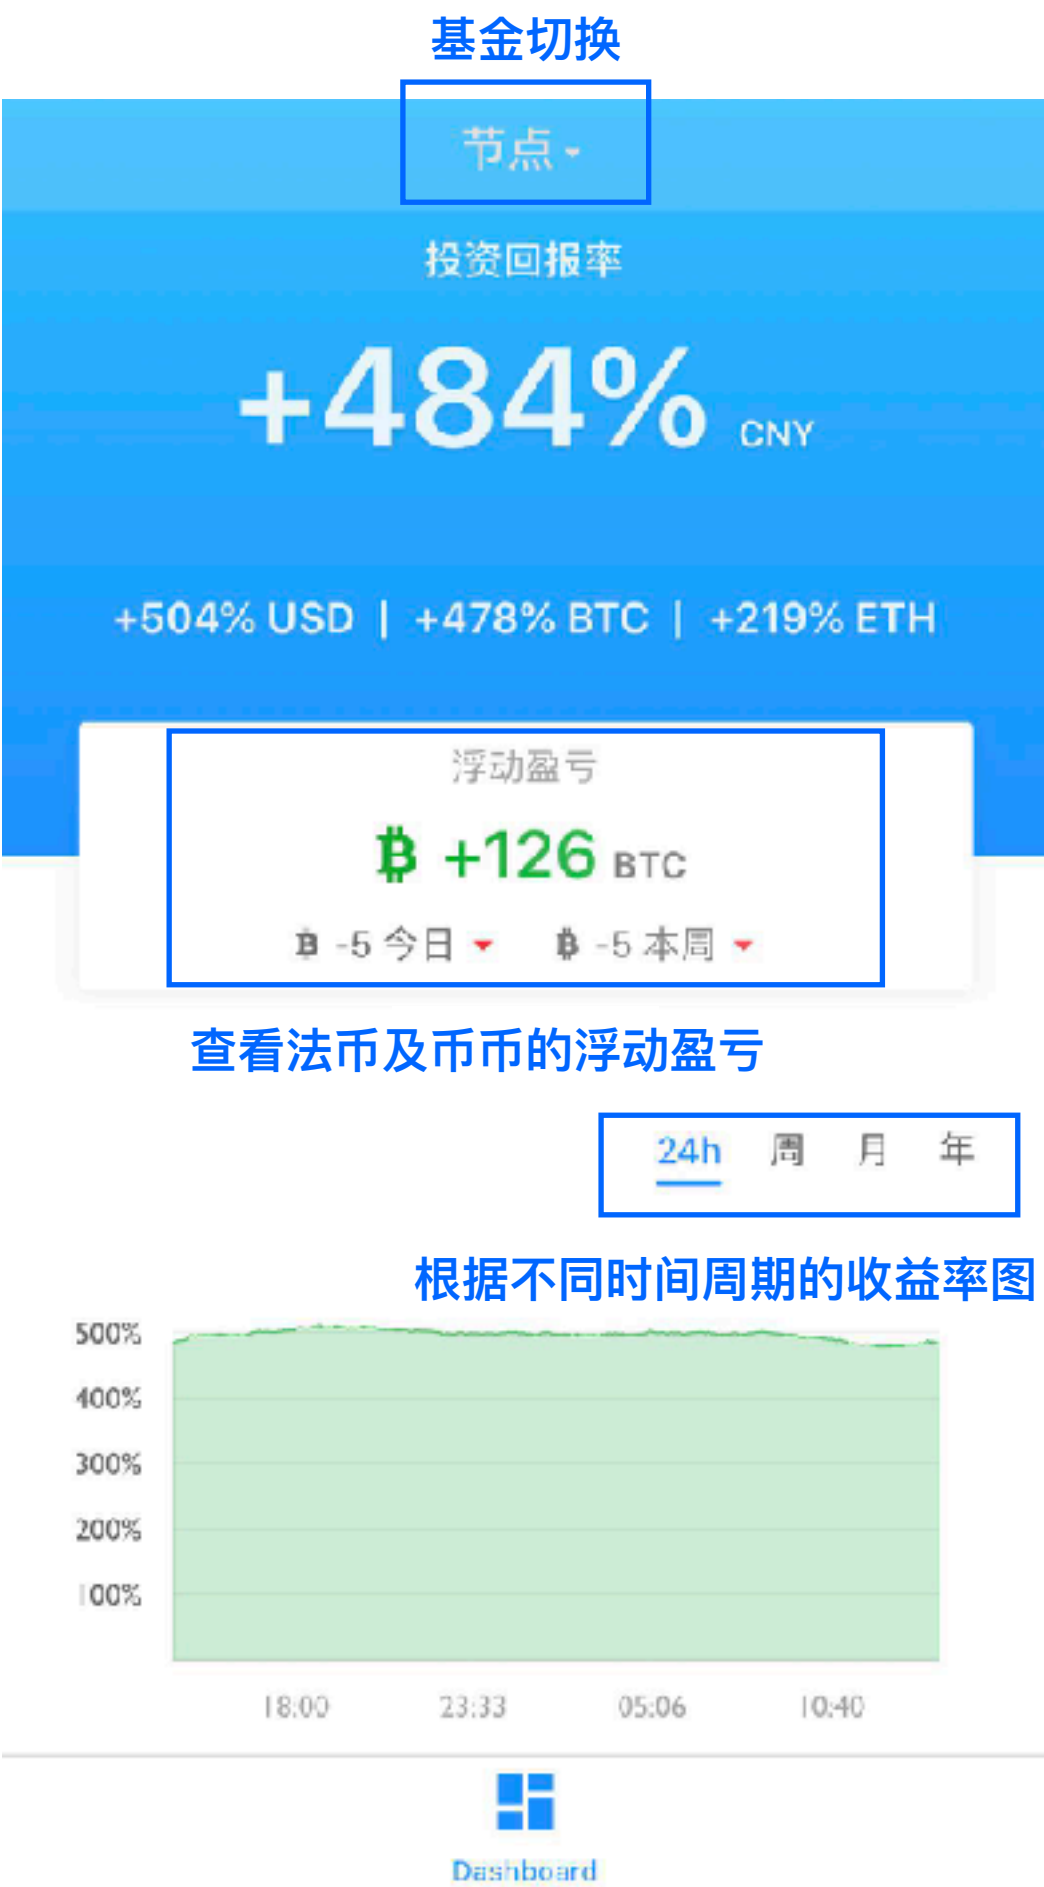 基金切换
节点
投资回报率
+484% CNY
+504% USD | +478% BTC | +219% ETH
浮动盈亏
₿ +126 BTC
₿ -5 今日 ₿ -5 本周
查看法币及币币的浮动盈亏
24h 周 月 年
根据不同时间周期的收益率图
500%
400%
300%
200%
100%
18:00 23:33 05:06 10:40
Dashboard